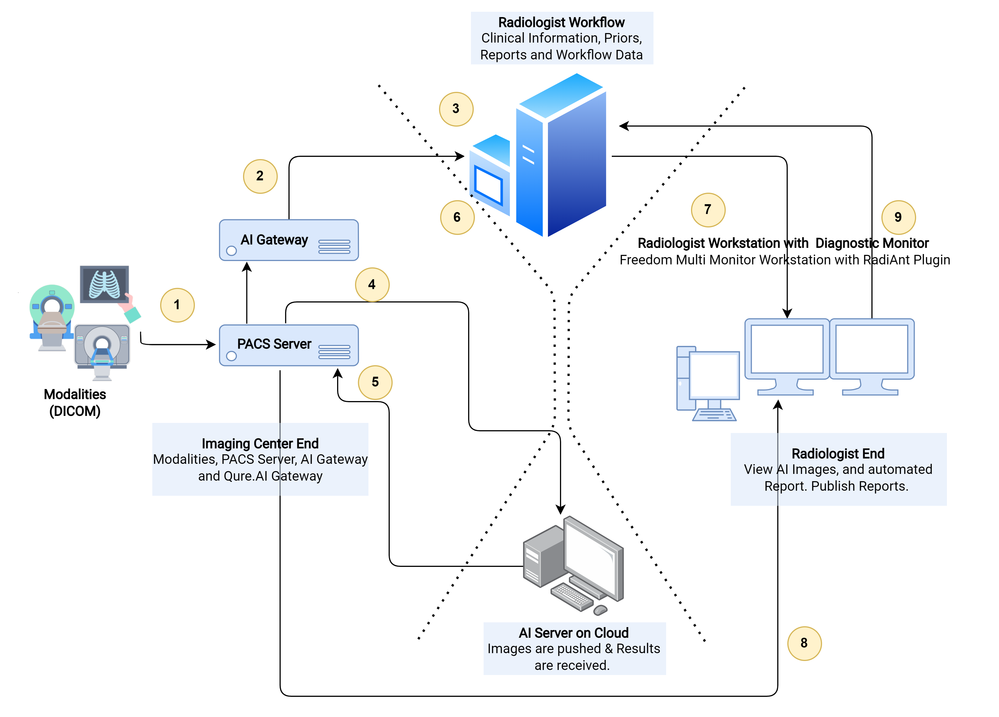 Radiologist Workflow
Clinical Information, Priors,
Reports and Workflow Data
3
2
6
7
9
AI Gateway
Radiologist Workstation with  Diagnostic Monitor
Freedom Multi Monitor Workstation with RadiAnt Plugin
4
1
PACS Server
5
Modalities
(DICOM)
Imaging Center End
Modalities, PACS Server, AI Gateway
and Qure.AI Gateway
Radiologist End
View AI Images, and automated
Report. Publish Reports.
AI Server on Cloud
Images are pushed & Results
are received.
8